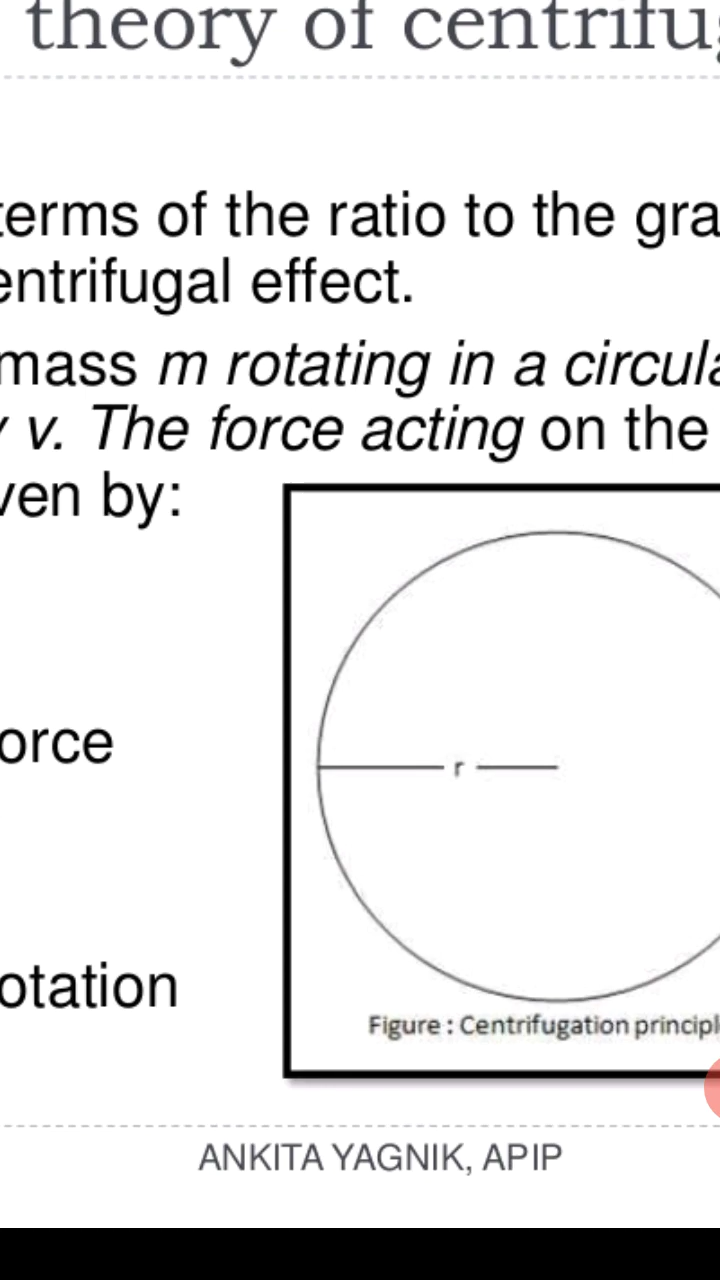 theory of centrifug
terms of the ratio to the gra
entrifugal effect.
mass m rotating in a circula
v. The force acting on the
ven by:
orce
r
otation
Figure : Centrifugation principl
ANKITA YAGNIK, APIP